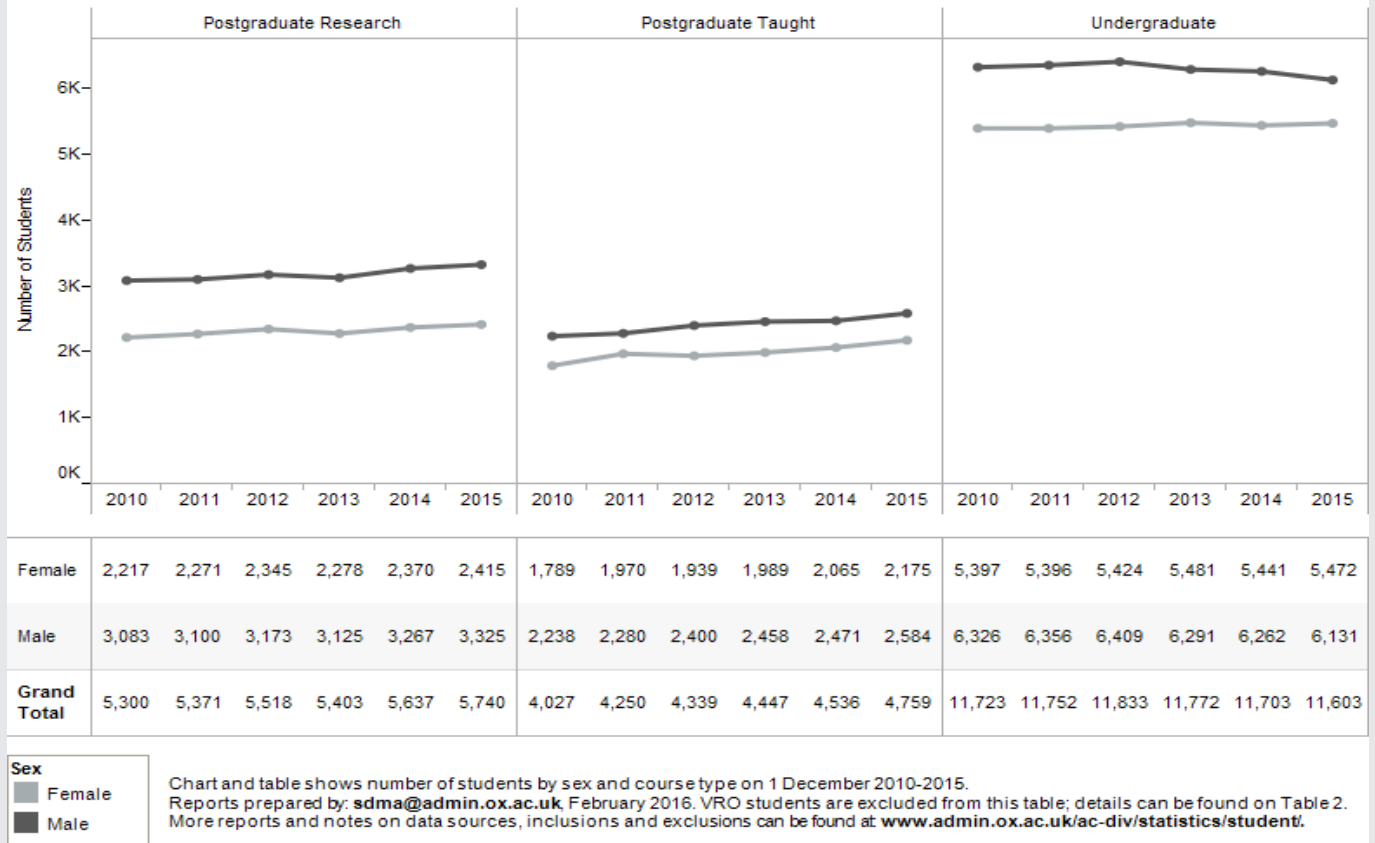 Postgraduate Research Postgraduate Taught Undergraduate
Number of Students
6K
5K
4K
3K
2K
1K
0K
2010 2011 2012 2013 2014 2015 2010 2011 2012 2013 2014 2015 2010 2011 2012 2013 2014 2015
Female 2,217 2,271 2,345 2,278 2,370 2,415 1,789 1,970 1,939 1,989 2,065 2,175 5,397 5,396 5,424 5,481 5,441 5,472
Male 3,083 3,100 3,173 3,125 3,267 3,325 2,238 2,280 2,400 2,458 2,471 2,584 6,326 6,356 6,409 6,291 6,262 6,131
Grand
Total 5,300 5,371 5,518 5,403 5,637 5,740 4,027 4,250 4,339 4,447 4,536 4,759 11,723 11,752 11,833 11,772 11,703 11,603
Sex
Female
Male
Chart and table shows number of students by sex and course type on 1 December 2010-2015.
Reports prepared by: sdma@admin.ox.ac.uk, February 2016. VRO students are excluded from this table; details can be found on Table 2.
More reports and notes on data sources, inclusions and exclusions can be found at www.admin.ox.ac.uk/ac-div/statistics/student/.